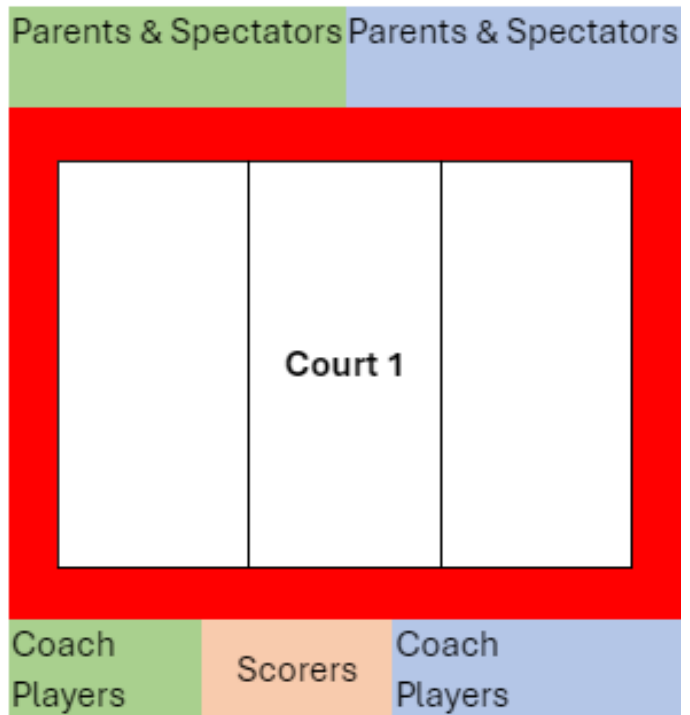 Parents & Spectators
Parents & Spectators
Court 1
Coach
Players
Scorers
Coach
Players